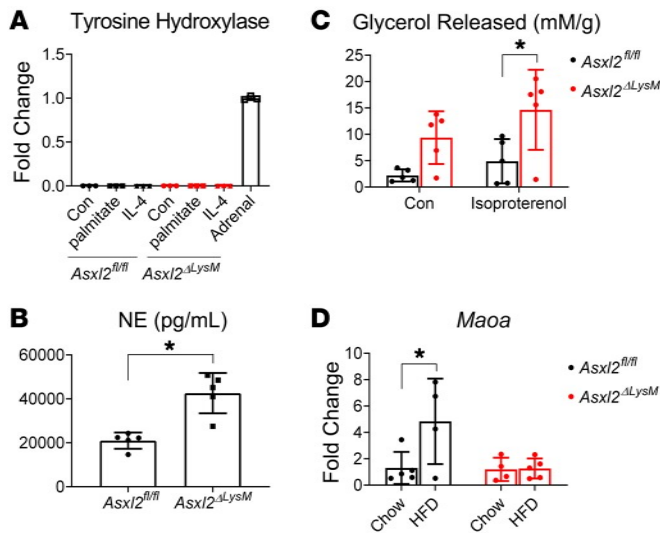 A Tyrosine Hydroxylase
Fold Change
1.5
1.0
0.5
0.0
Con
palmitate
IL-4
Con
palmitate
IL-4
Adrenal
Asxl2fl/fl
Asxl2ΔLysM
B NE (pg/mL)
*
60000
40000
20000
0
Asxl2fl/fl
Asxl2ΔLysM
C Glycerol Released (mM/g)
25
20
15
10
5
0
*
Con
Isoproterenol
Asxl2fl/fl
Asxl2ΔLysM
D Maoa
Fold Change
10
8
6
4
2
0
*
Chow
HFD
Chow
HFD
Asxl2fl/fl
Asxl2ΔLysM